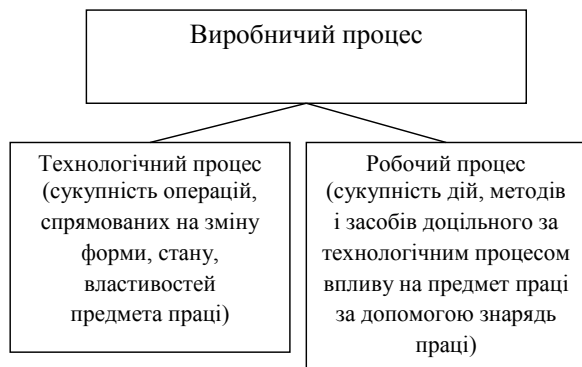 Виробничий процес
Технологічний процес
(сукупність операцій,
спрямованих на зміну
форми, стану,
властивостей
предмета праці)
Робочий процес
(сукупність дій, методів
і засобів доцільного за
технологічним процесом
впливу на предмет праці
за допомогою знарядь
праці)